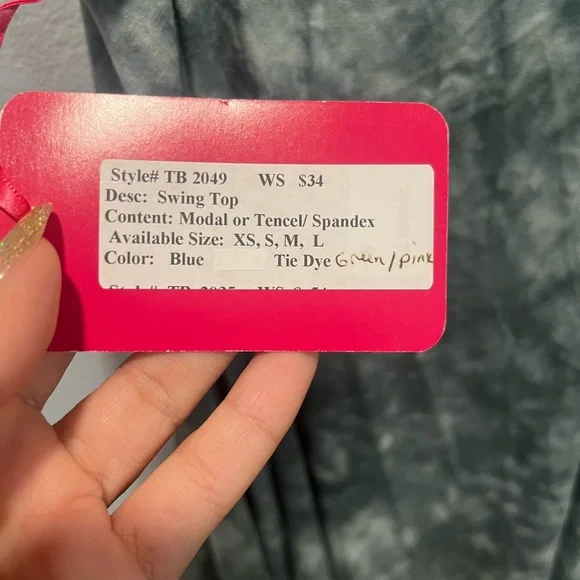 Style# TB 2049 WS $34
Desc: Swing Top
Content: Modal or Tencel/ Spandex
Available Size: XS, S, M, L
Color: Blue Tie Dye Green/pink